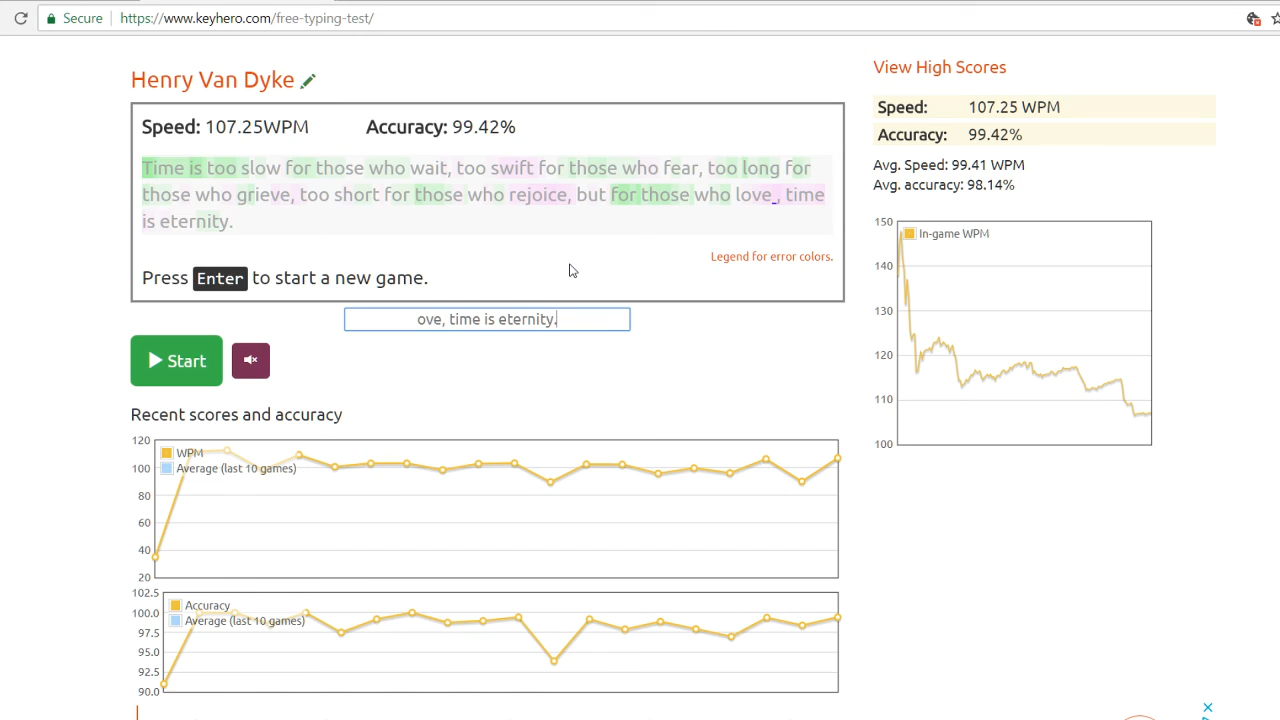 Secure https://www.keyhero.com/free-typing-test/
Henry Van Dyke
Speed: 107.25WPM Accuracy: 99.42%
Time is too slow for those who wait, too swift for those who fear, too long for
those who grieve, too short for those who rejoice, but for those who love_, time
is eternity.
Legend for error colors.
Press Enter to start a new game.
ove, time is eternity.
Start
Recent scores and accuracy
120
100
80
60
40
20
WPM
Average (last 10 games)
102.5
100.0
97.5
95.0
92.5
90.0
Accuracy
Average (last 10 games)
View High Scores
Speed: 107.25 WPM
Accuracy: 99.42%
Avg. Speed: 99.41 WPM
Avg. accuracy: 98.14%
150
140
130
120
110
100
In-game WPM